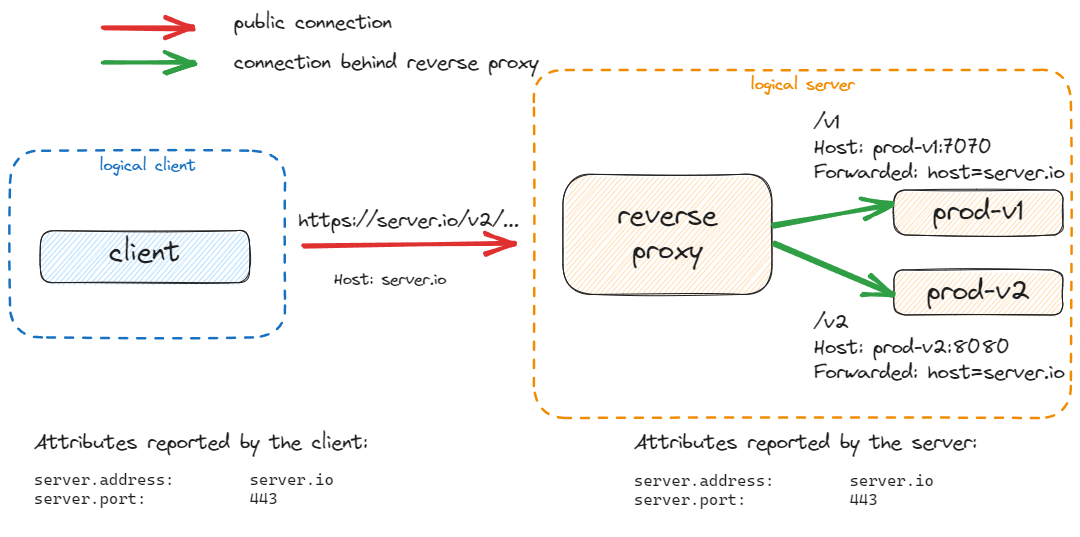 public connection
connection behind reverse proxy
logical server
/v1
Host: prod-v1:7070
Forwarded: host=server.io
logical client
client
https://server.io/v2/...
Host: server.io
reverse
proxy
prod-v1
prod-v2
/v2
Host: prod-v2:8080
Forwarded: host=server.io
Attributes reported by the client:
server.address: server.io
server.port: 443
Attributes reported by the server:
server.address: server.io
server.port: 443